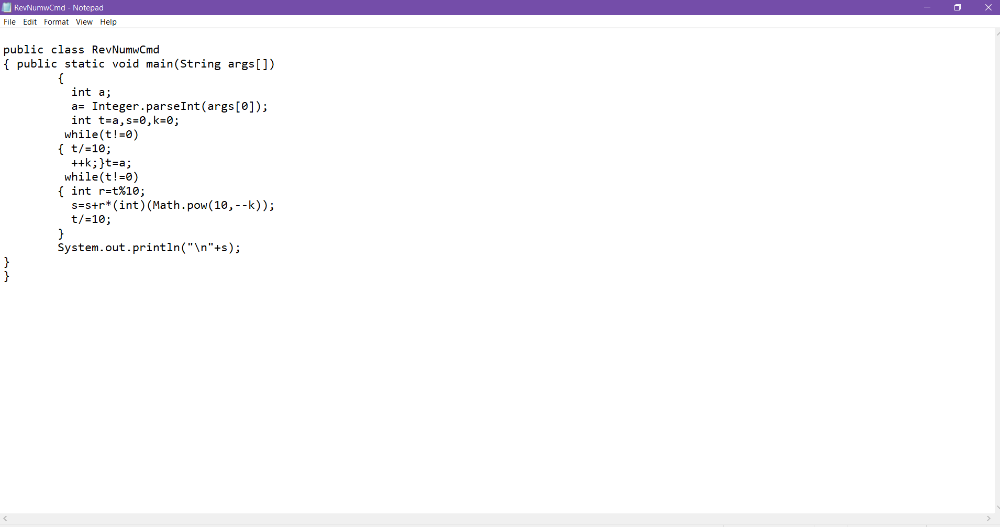 RevNumwCmd - Notepad
File Edit Format View Help
public class RevNumwCmd
{ public static void main(String args[])
        {
          int a;
          a= Integer.parseInt(args[0]);
          int t=a,s=0,k=0;
         while(t!=0)
        { t/=10;
          ++k;}t=a;
         while(t!=0)
        { int r=t%10;
          s=s+r*(int)(Math.pow(10,--k));
          t/=10;
        }
        System.out.println("\n"+s);
}
}